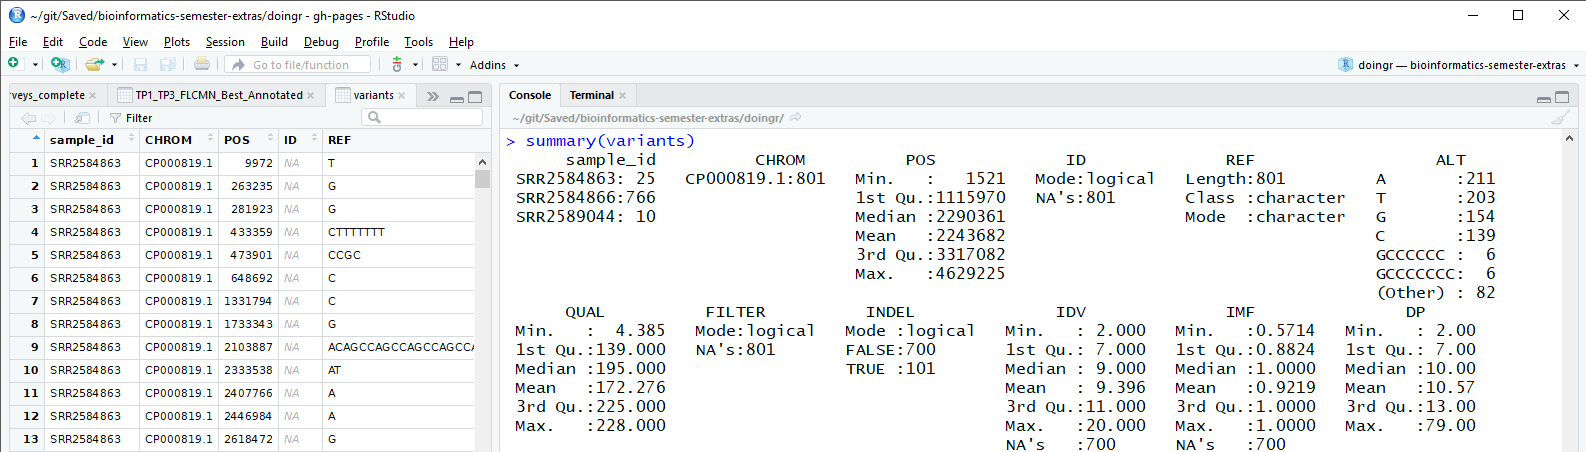 ~/git/Saved/bioinformatics-semester-extras/doingr - gh-pages - RStudio
File Edit Code View Plots Session Build Debug Profile Tools Help
Go to file/function Addins doingr — bioinformatics-semester-extras
rveys_complete TP1_TP3_FLCMN_Best_Annotated variants
Filter
sample_id CHROM POS ID REF
1 SRR2584863 CP000819.1 9972 NA T
2 SRR2584863 CP000819.1 263235 NA G
3 SRR2584863 CP000819.1 281923 NA G
4 SRR2584863 CP000819.1 433359 NA CTTTTTTT
5 SRR2584863 CP000819.1 473901 NA CCGC
6 SRR2584863 CP000819.1 648692 NA C
7 SRR2584863 CP000819.1 1331794 NA C
8 SRR2584863 CP000819.1 1733343 NA G
9 SRR2584863 CP000819.1 2103887 NA ACAGCCAGCCAGCCAGCCA
10 SRR2584863 CP000819.1 2333538 NA AT
11 SRR2584863 CP000819.1 2407766 NA A
12 SRR2584863 CP000819.1 2446984 NA A
13 SRR2584863 CP000819.1 2618472 NA G
Console Terminal
~/git/Saved/bioinformatics-semester-extras/doingr/
> summary(variants)
sample_id CHROM POS ID REF ALT
SRR2584863: 25 CP000819.1:801 Min. : 1521 Mode:logical Length:801 A :211
SRR2584866:766 1st Qu.:1115970 NA's:801 Class :character T :203
SRR2589044: 10 Median :2290361 Mode :character G :154
Mean :2243682 C :139
3rd Qu.:3317082 GCCCCCC : 6
Max. :4629225 GCCCCCCC: 6
(Other) : 82
QUAL FILTER INDEL IDV IMF DP
Min. : 4.385 Mode:logical Mode :logical Min. : 2.000 Min. :0.5714 Min. : 2.00
1st Qu.:139.000 NA's:801 FALSE:700 1st Qu.: 7.000 1st Qu.:0.8824 1st Qu.: 7.00
Median :195.000 TRUE :101 Median : 9.000 Median :1.0000 Median :10.00
Mean :172.276 Mean : 9.396 Mean :0.9219 Mean :10.57
3rd Qu.:225.000 3rd Qu.:11.000 3rd Qu.:1.0000 3rd Qu.:13.00
Max. :228.000 Max. :20.000 Max. :1.0000 Max. :79.00
NA's :700 NA's :700